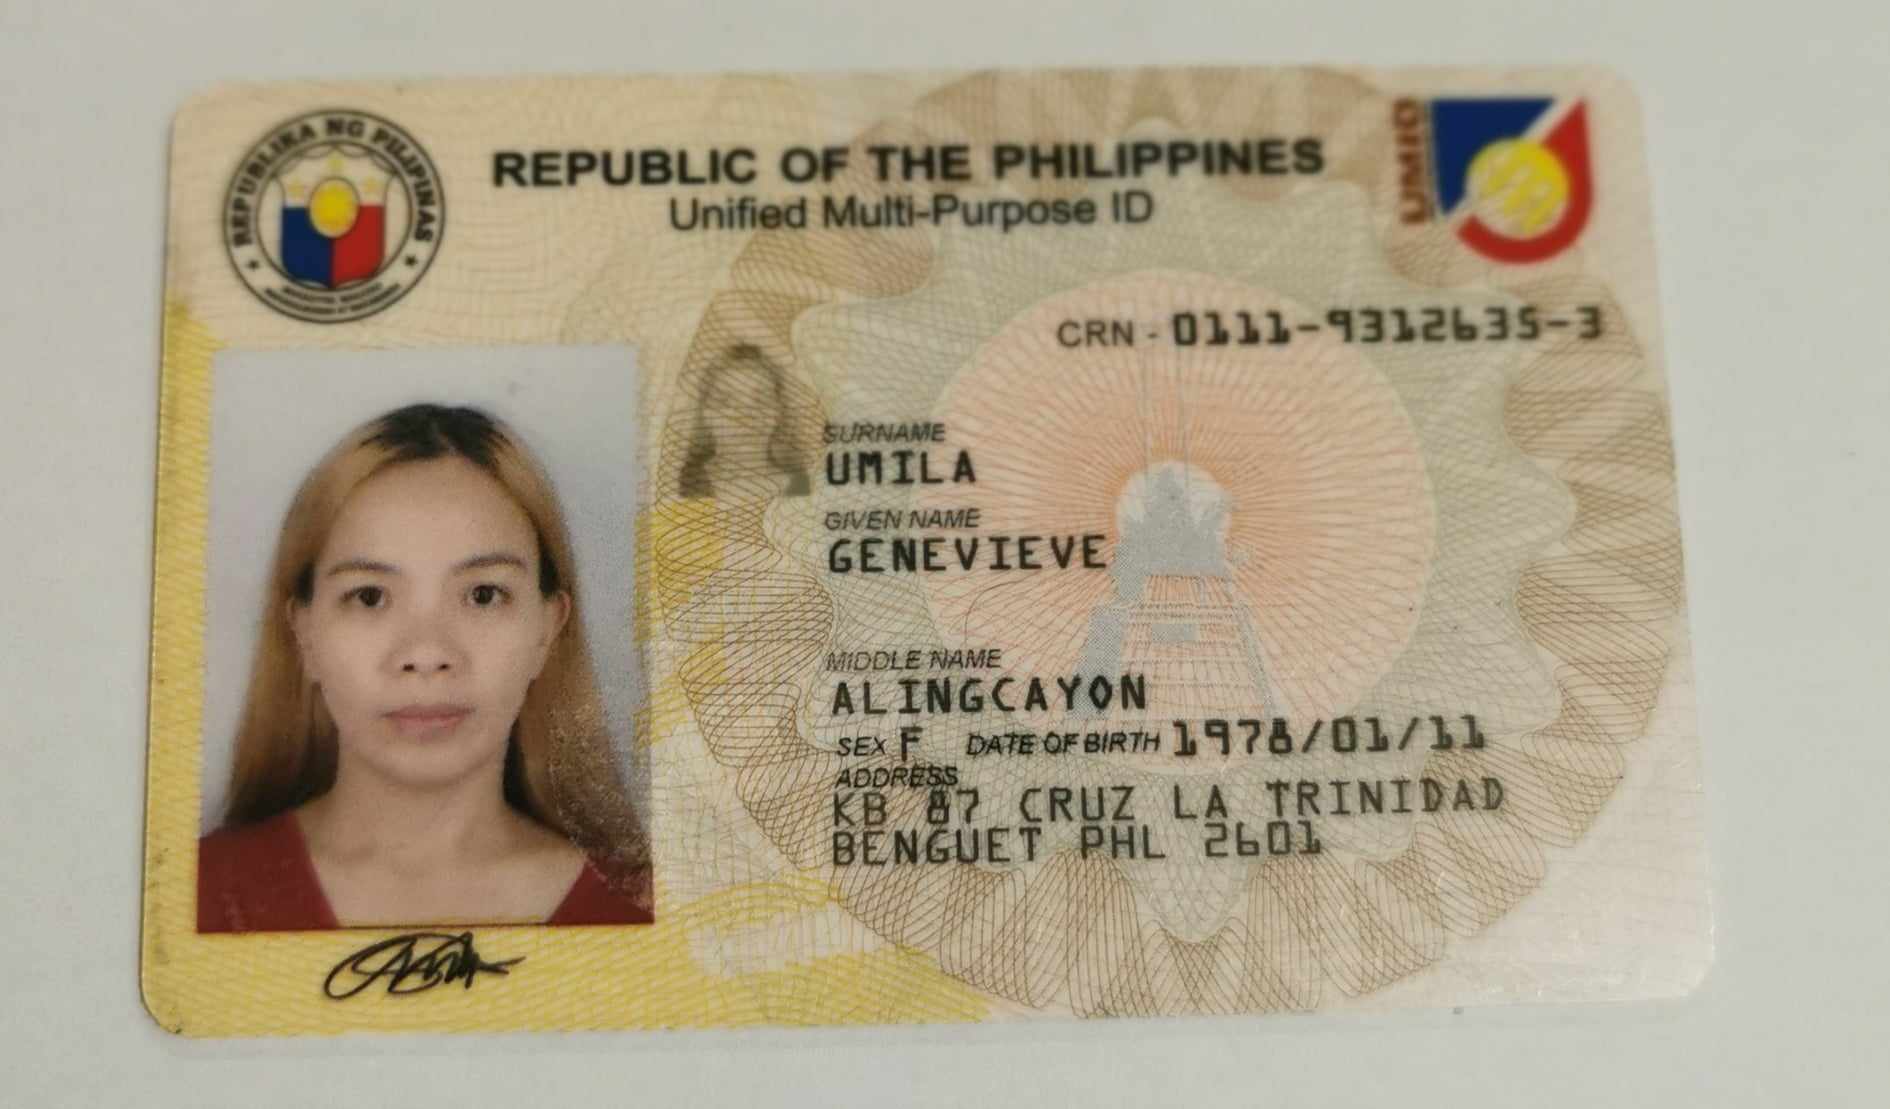 REPUBLIKA NG PILIPINAS
REPUBLIC OF THE PHILIPPINES
Unified Multi-Purpose ID
UMID
CRN - 0111-9312635-3
SURNAME
UMILA
GIVEN NAME
GENEVIEVE
MIDDLE NAME
ALINGCAYON
SEX F DATE OF BIRTH 1978/01/11
ADDRESS
KB 87 CRUZ LA TRINIDAD
BENGUET PHL 2601